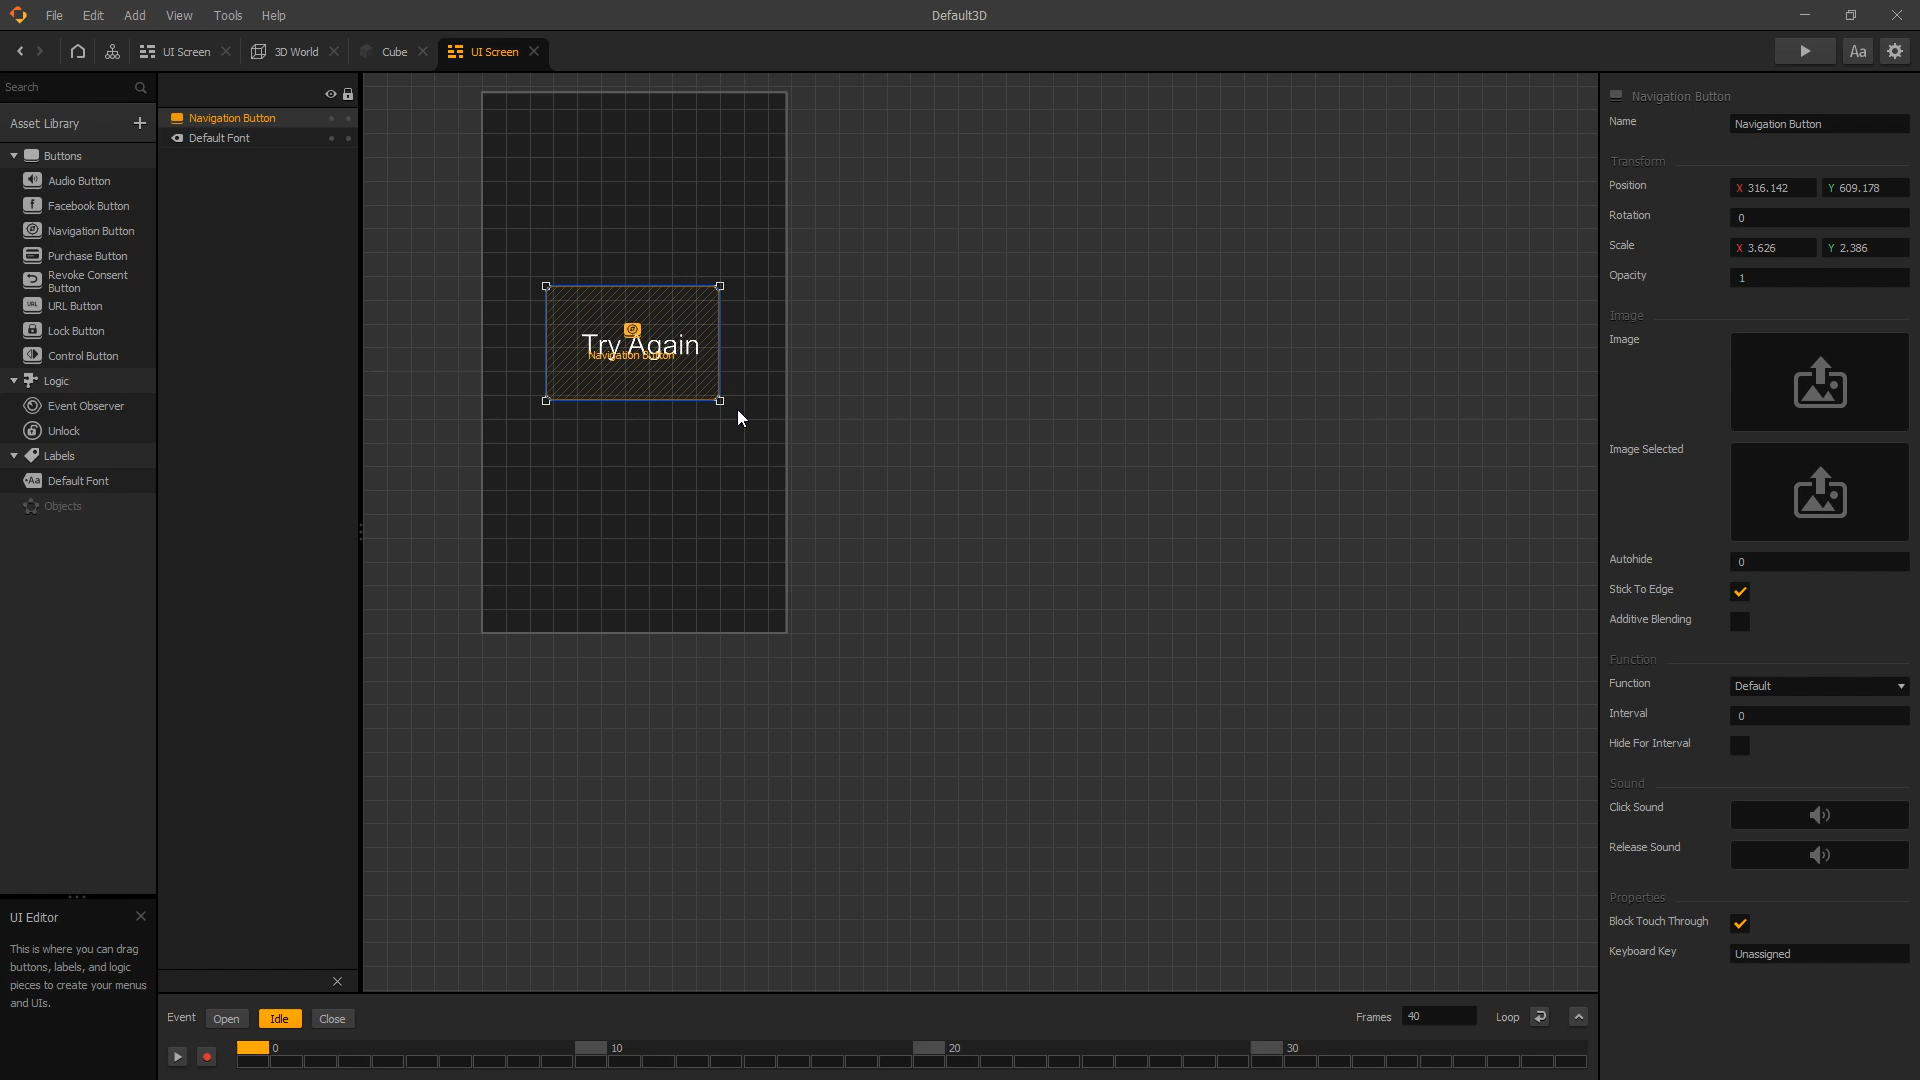 File Edit Add View Tools Help
Default3D
UI Screen
3D World
Cube
UI Screen
Aa
Search
Asset Library
Buttons
Audio Button
f Facebook Button
Navigation Button
Purchase Button
Revoke Consent
Button
URL URL Button
Lock Button
Control Button
Logic
Event Observer
Unlock
Labels
Aa Default Font
Objects
UI Editor
This is where you can drag
buttons, labels, and logic
pieces to create your menus
and UIs.
Navigation Button
Default Font
Try Again
Navigation Button
Event Open Idle Close
Frames 40 Loop
0 10 20 30
Navigation Button
Name Navigation Button
Transform
Position X 316.142 Y 609.178
Rotation 0
Scale X 3.626 Y 2.386
Opacity 1
Image
Image
Image Selected
Autohide 0
Stick To Edge
Additive Blending
Function
Function Default
Interval 0
Hide For Interval
Sound
Click Sound
Release Sound
Properties
Block Touch Through
Keyboard Key Unassigned